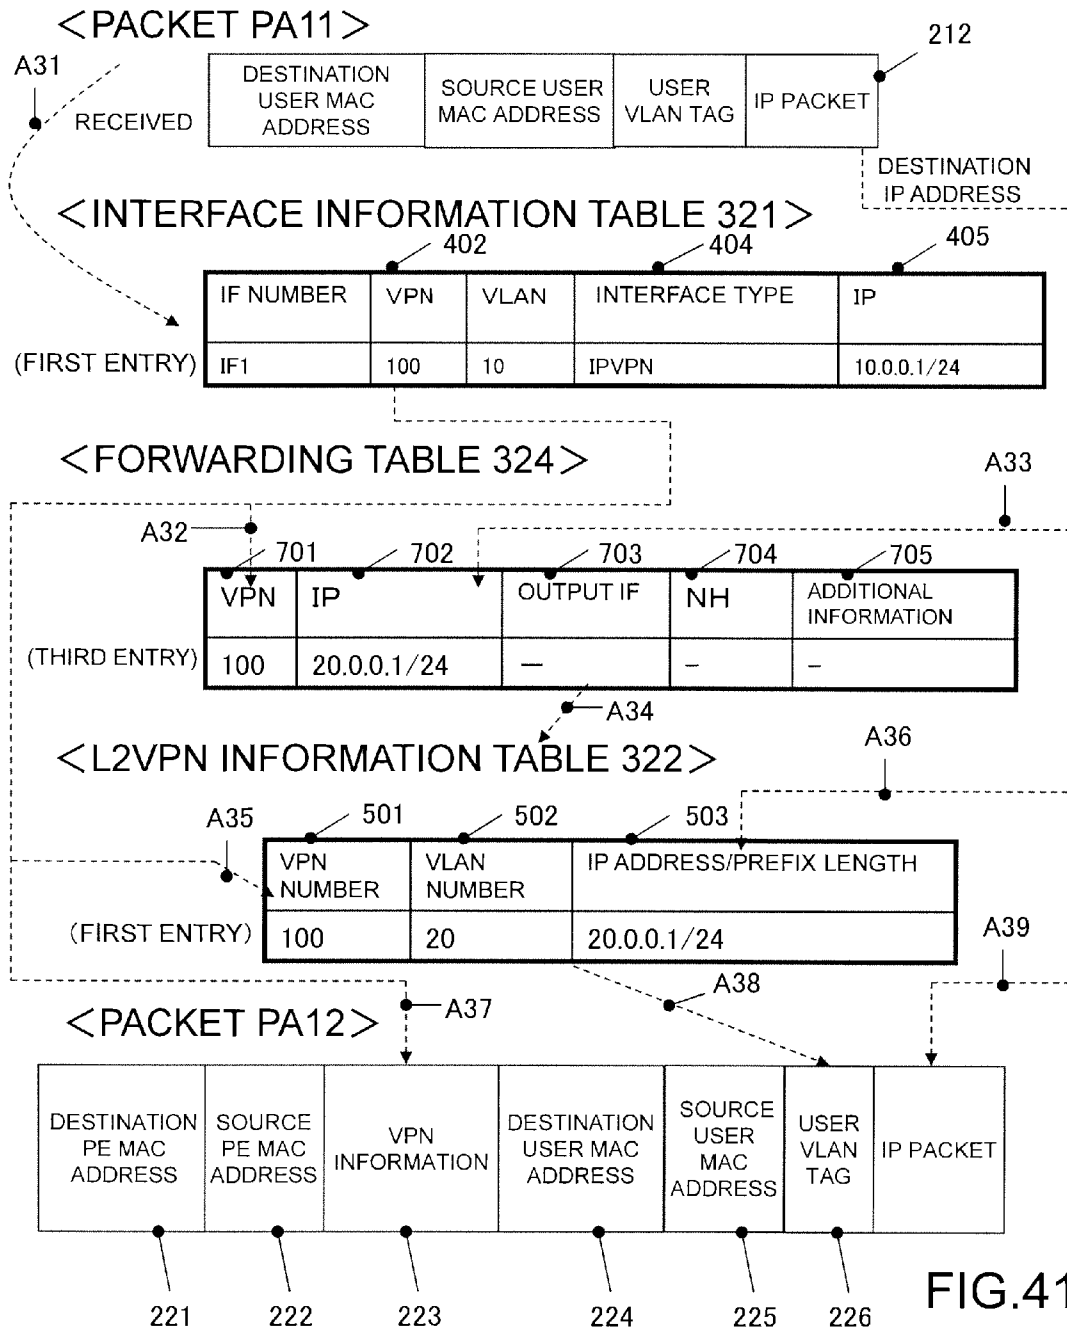 <PACKET PA11>
212
A31
RECEIVED
DESTINATION
USER MAC
ADDRESS
SOURCE USER
MAC ADDRESS
USER
VLAN TAG
IP PACKET
DESTINATION
IP ADDRESS
<INTERFACE INFORMATION TABLE 321>
402
404
405
IF NUMBER
VPN
VLAN
INTERFACE TYPE
IP
(FIRST ENTRY)
IF1
100
10
IPVPN
10.0.0.1/24
<FORWARDING TABLE 324>
A33
A32
701
702
703
704
705
VPN
IP
OUTPUT IF
NH
ADDITIONAL
INFORMATION
(THIRD ENTRY)
100
20.0.0.1/24
—
-
-
A34
<L2VPN INFORMATION TABLE 322>
A36
A35
501
502
503
VPN
NUMBER
VLAN
NUMBER
IP ADDRESS/PREFIX LENGTH
(FIRST ENTRY)
100
20
20.0.0.1/24
A39
A38
A37
<PACKET PA12>
DESTINATION
PE MAC
ADDRESS
SOURCE
PE MAC
ADDRESS
VPN
INFORMATION
DESTINATION
USER MAC
ADDRESS
SOURCE
USER
MAC
ADDRESS
USER
VLAN
TAG
IP PACKET
221
222
223
224
225
226
FIG.41